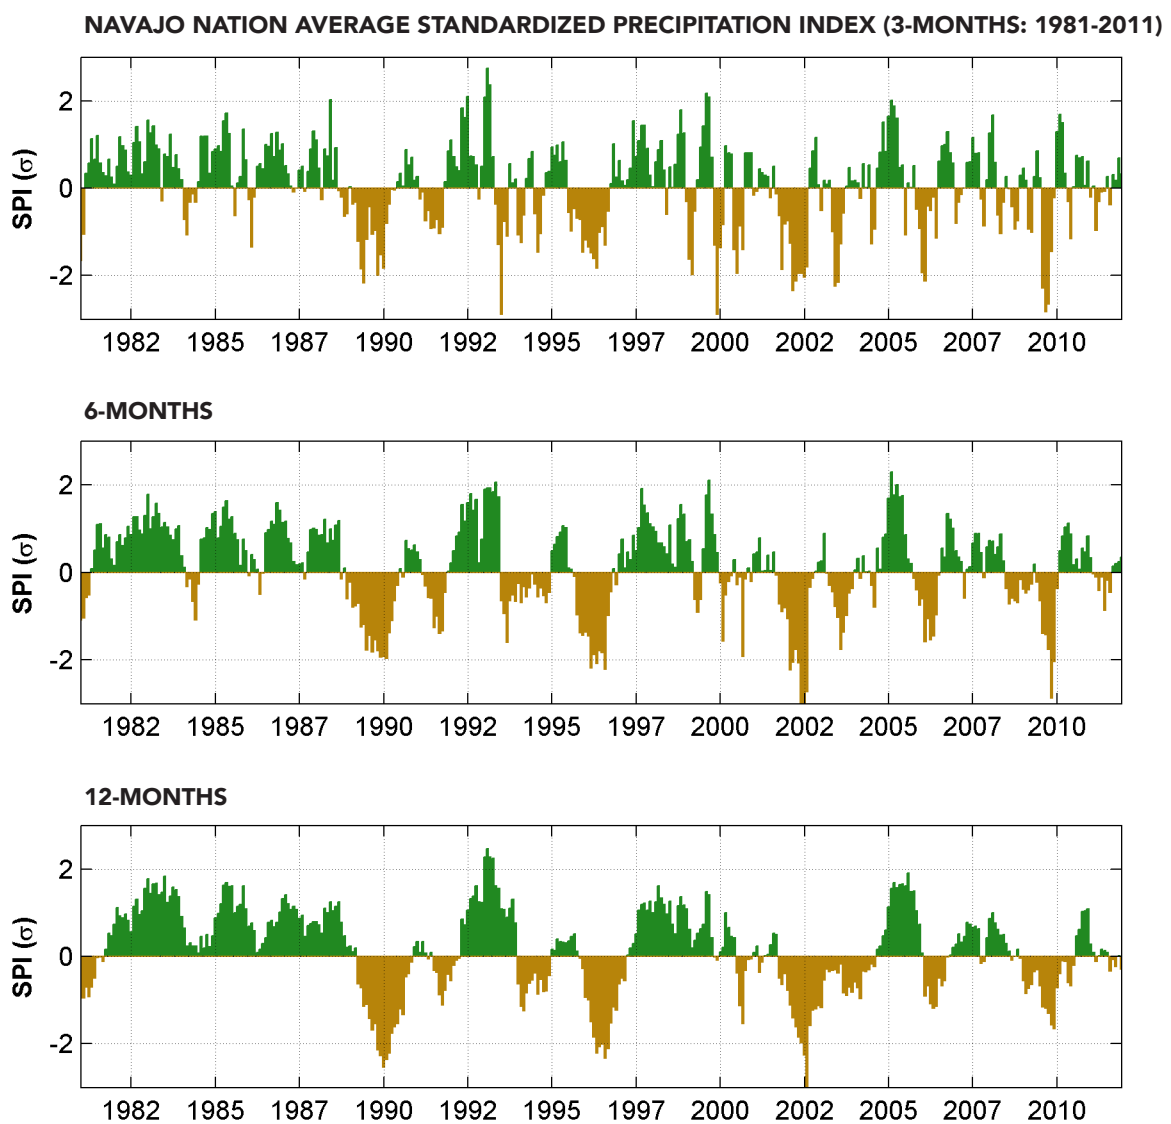 NAVAJO NATION AVERAGE STANDARDIZED PRECIPITATION INDEX (3-MONTHS: 1981-2011)
SPI (σ)
2
0
-2
1982 1985 1987 1990 1992 1995 1997 2000 2002 2005 2007 2010
6-MONTHS
SPI (σ)
2
0
-2
1982 1985 1987 1990 1992 1995 1997 2000 2002 2005 2007 2010
12-MONTHS
SPI (σ)
2
0
-2
1982 1985 1987 1990 1992 1995 1997 2000 2002 2005 2007 2010